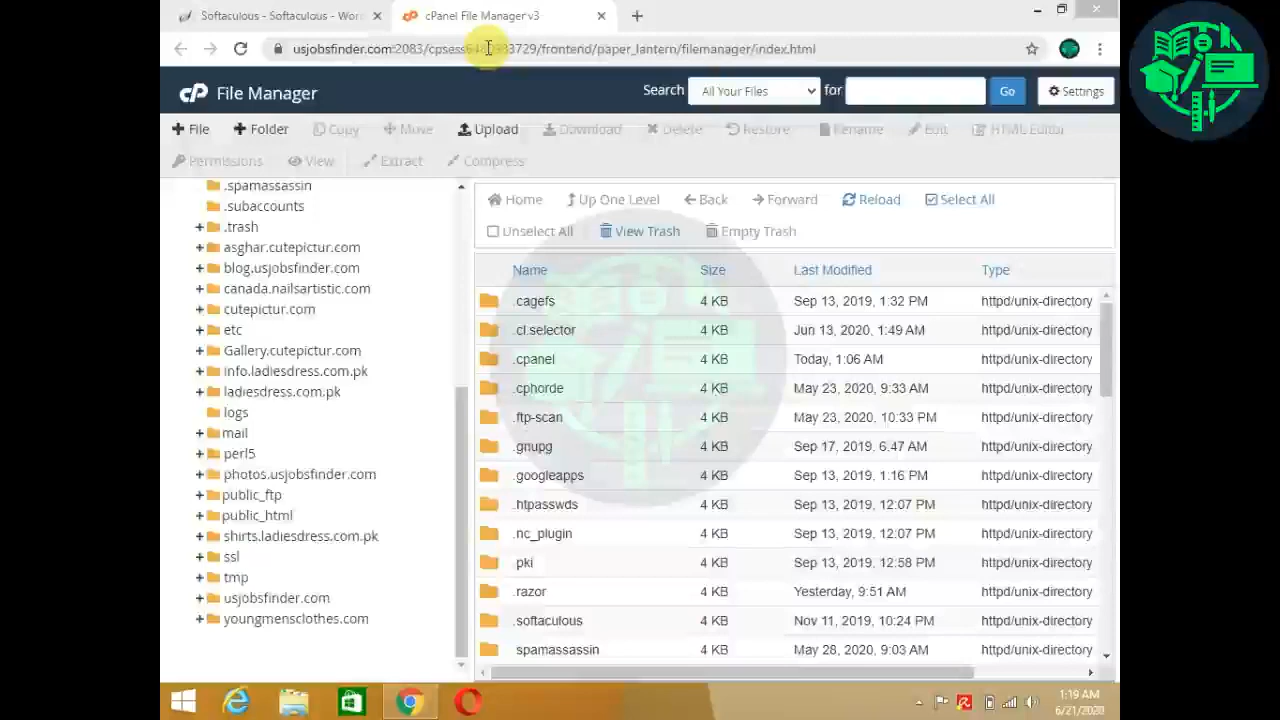 Softaculous - Softaculous - Wor
cPanel File Manager v3
usjobsfinder.com:2083/cpsess6480983729/frontend/paper_lantern/filemanager/index.html
cP File Manager
Search All Your Files for Go Settings
File Folder Copy Move Upload Download Delete Restore Rename Edit HTML Editor
Permissions View Extract Compress
.spamassassin
.subaccounts
.trash
asghar.cutepictur.com
blog.usjobsfinder.com
canada.nailsartistic.com
cutepictur.com
etc
Gallery.cutepictur.com
info.ladiesdress.com.pk
ladiesdress.com.pk
logs
mail
perl5
photos.usjobsfinder.com
public_ftp
public_html
shirts.ladiesdress.com.pk
ssl
tmp
usjobsfinder.com
youngmensclothes.com
Home Up One Level Back Forward Reload Select All
Unselect All View Trash Empty Trash
Name Size Last Modified Type
.cagefs 4 KB Sep 13, 2019, 1:32 PM httpd/unix-directory
.cl.selector 4 KB Jun 13, 2020, 1:49 AM httpd/unix-directory
.cpanel 4 KB Today, 1:06 AM httpd/unix-directory
.cphorde 4 KB May 23, 2020, 9:33 AM httpd/unix-directory
.ftp-scan 4 KB May 23, 2020, 10:33 PM httpd/unix-directory
.gnupg 4 KB Sep 17, 2019, 6:47 AM httpd/unix-directory
.googleapps 4 KB Sep 13, 2019, 1:16 PM httpd/unix-directory
.htpasswds 4 KB Sep 13, 2019, 12:07 PM httpd/unix-directory
.nc_plugin 4 KB Sep 13, 2019, 12:07 PM httpd/unix-directory
.pki 4 KB Sep 13, 2019, 12:58 PM httpd/unix-directory
.razor 4 KB Yesterday, 9:51 AM httpd/unix-directory
.softaculous 4 KB Nov 11, 2019, 10:24 PM httpd/unix-directory
spamassassin 4 KB May 28, 2020, 9:03 AM httpd/unix-directory
1:19 AM
6/21/2020